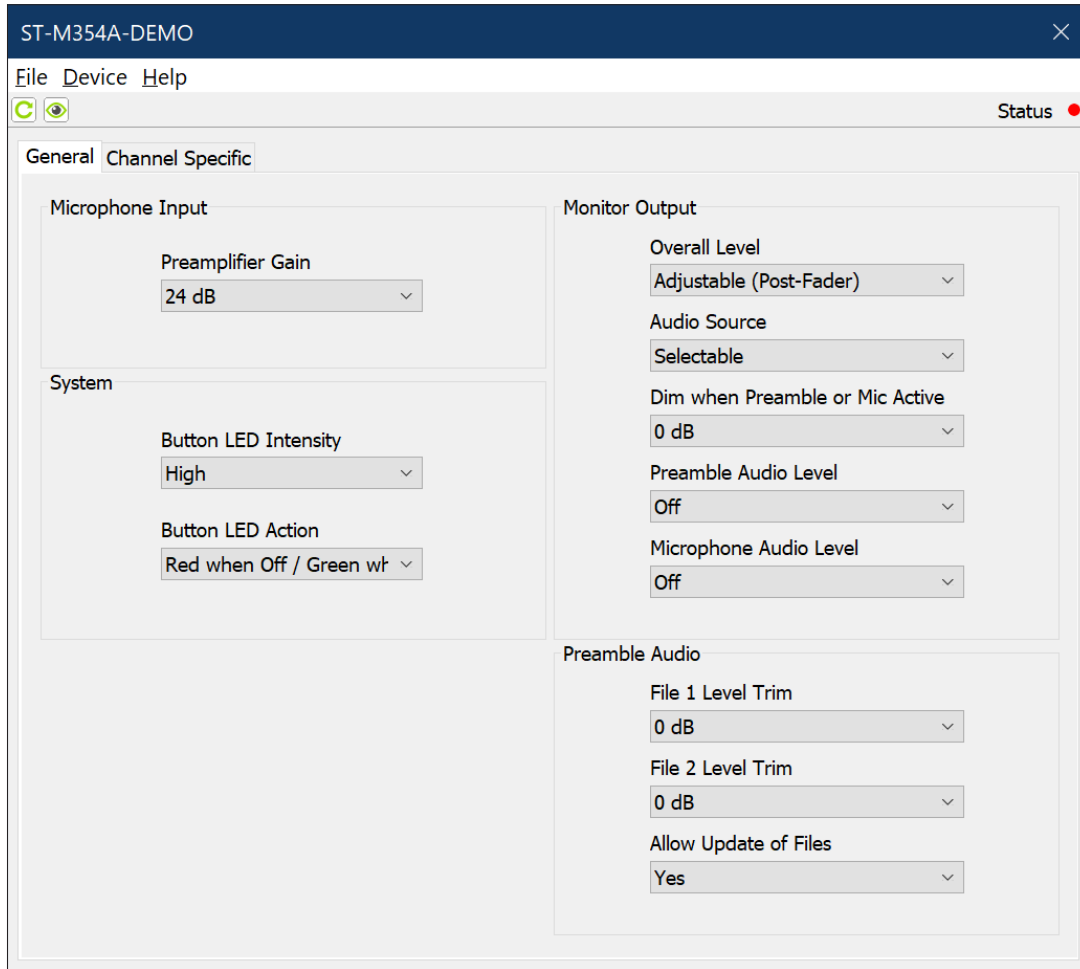 ST-M354A-DEMO
File Device Help
Status
General Channel Specific
Microphone Input
Preamplifier Gain
24 dB
System
Button LED Intensity
High
Button LED Action
Red when Off / Green wh
Monitor Output
Overall Level
Adjustable (Post-Fader)
Audio Source
Selectable
Dim when Preamble or Mic Active
0 dB
Preamble Audio Level
Off
Microphone Audio Level
Off
Preamble Audio
File 1 Level Trim
0 dB
File 2 Level Trim
0 dB
Allow Update of Files
Yes